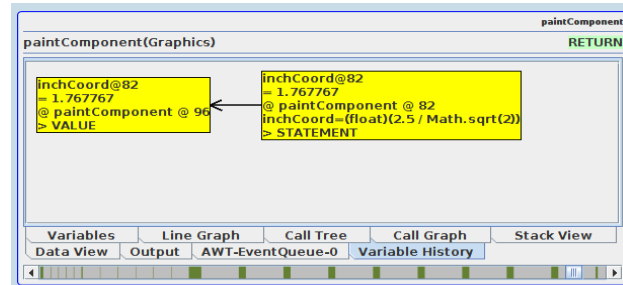 paintComponent
paintComponent(Graphics) RETURN
inchCoord@82
= 1.767767
@ paintComponent @ 96
> VALUE
inchCoord@82
= 1.767767
@ paintComponent @ 82
inchCoord=(float)(2.5 / Math.sqrt(2))
> STATEMENT
Variables Line Graph Call Tree Call Graph Stack View
Data View Output AWT-EventQueue-0 Variable History